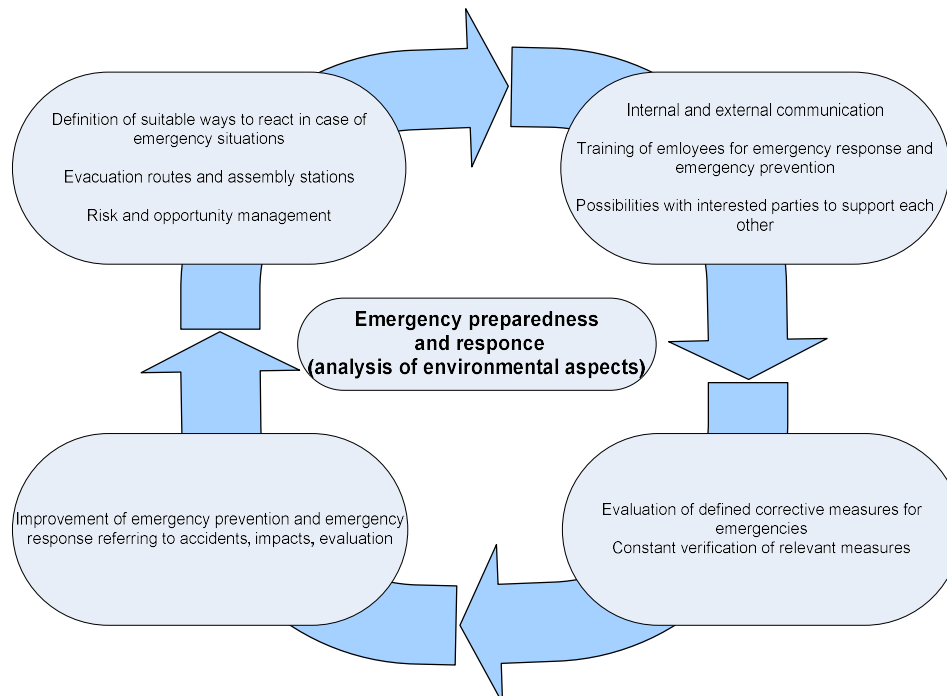 Definition of suitable ways to react in case of
emergency situations
Evacuation routes and assembly stations
Risk and opportunity management
Internal and external communication
Training of emloyees for emergency response and
emergency prevention
Possibilities with interested parties to support each
other
Emergency preparedness
and responce
(analysis of environmental aspects)
Improvement of emergency prevention and emergency
response referring to accidents, impacts, evaluation
Evaluation of defined corrective measures for
emergencies
Constant verification of relevant measures